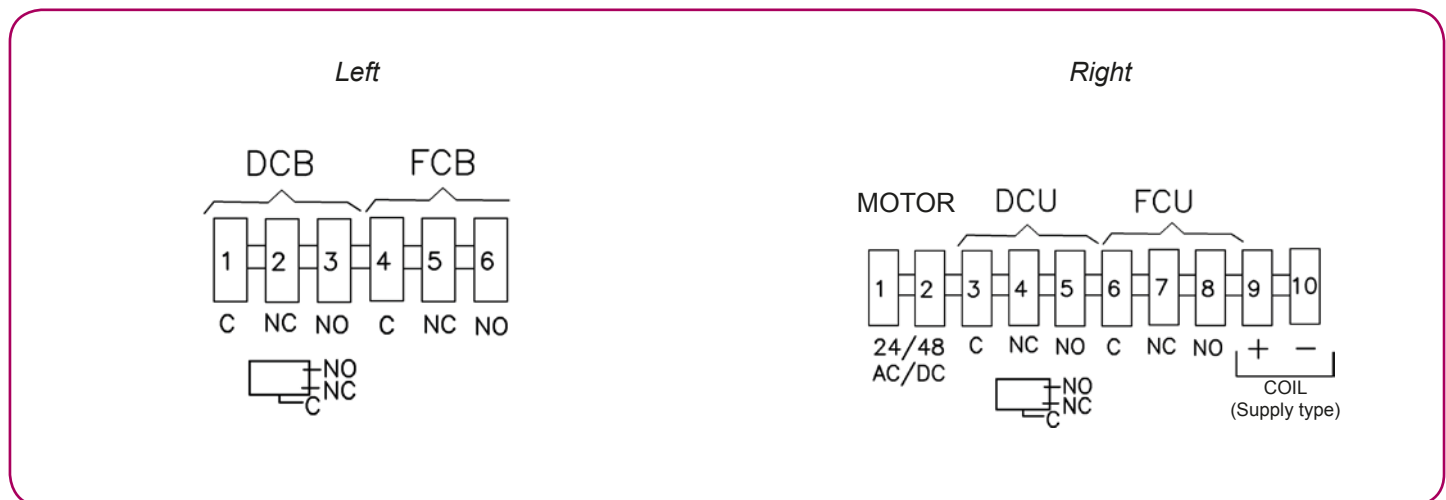 Left
DCB FCB
1 2 3 4 5 6
C NC NO C NC NO
NO
NC
C
Right
MOTOR DCU FCU
1 2 3 4 5 6 7 8 9 10
24/48 C NC NO C NC NO + −
AC/DC
COIL
(Supply type)
NO
NC
C